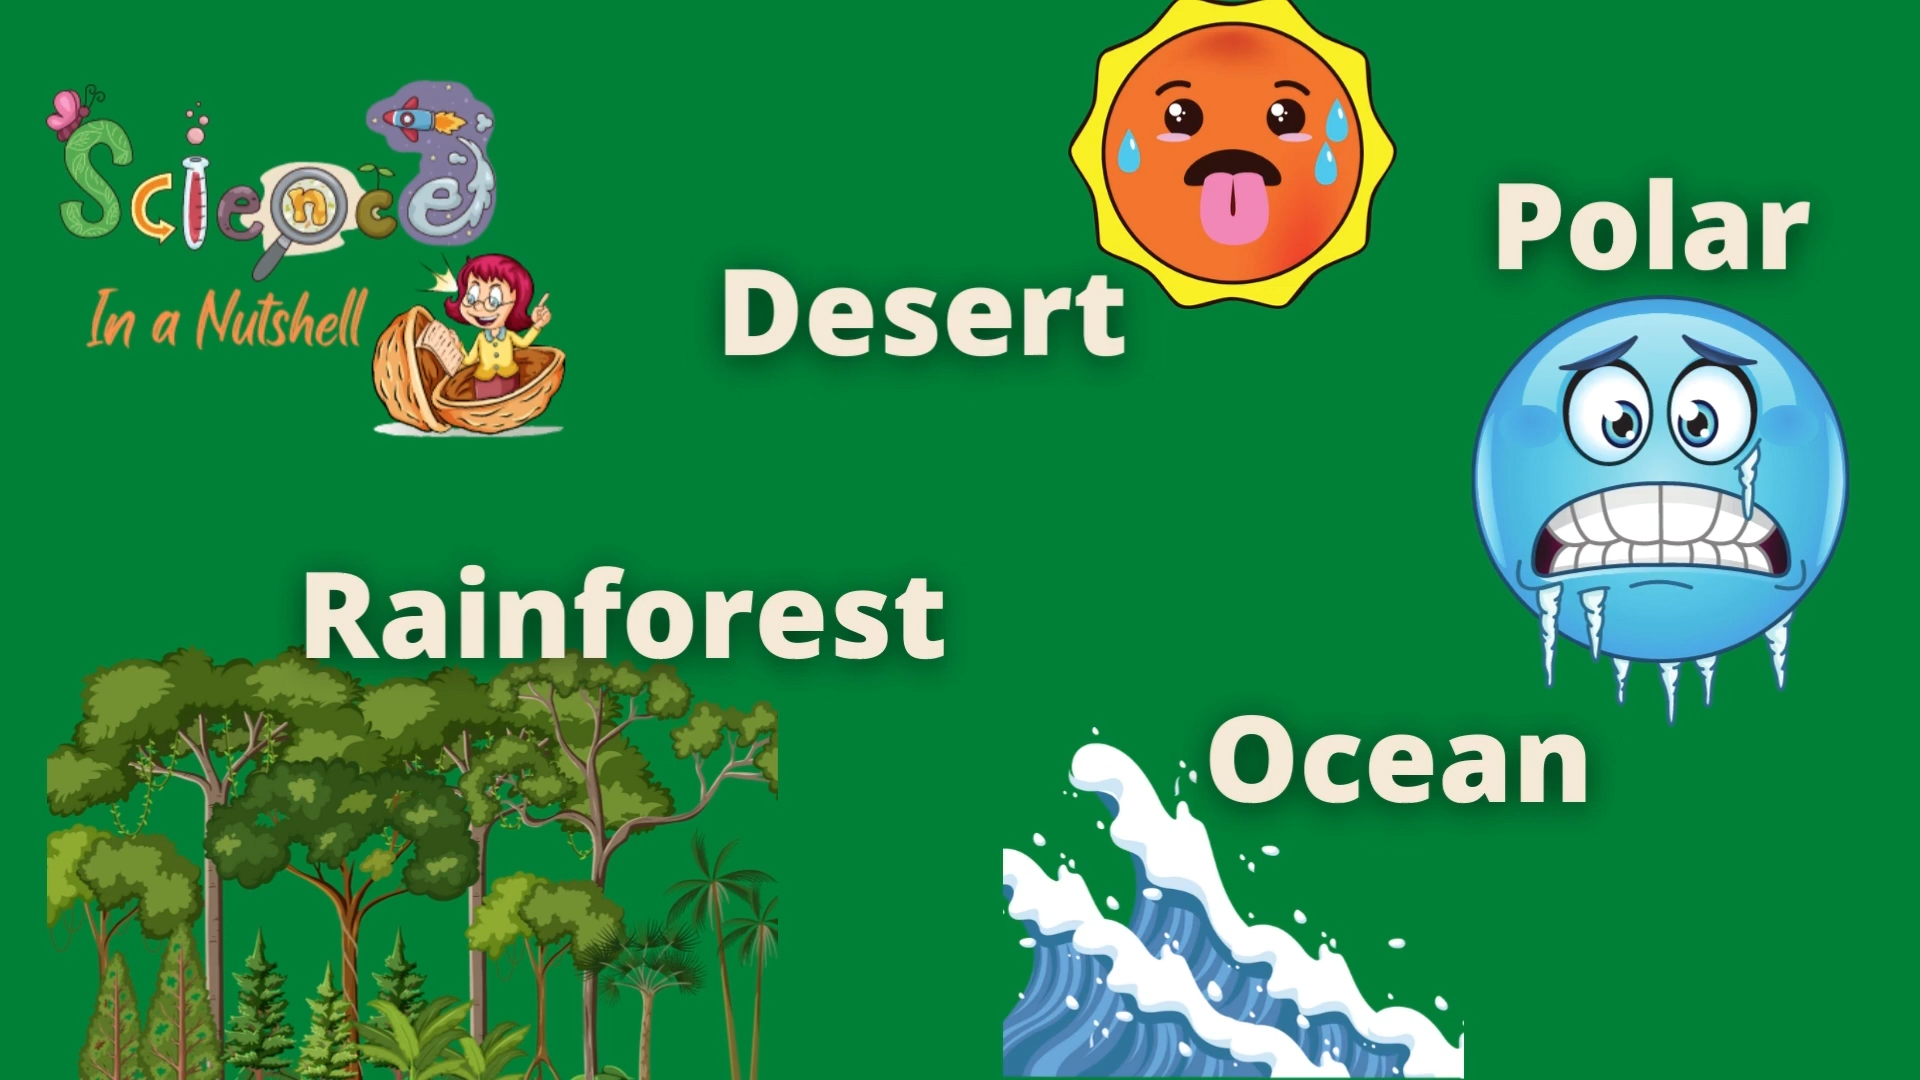 Science
In a Nutshell
Desert
Polar
Rainforest
Ocean